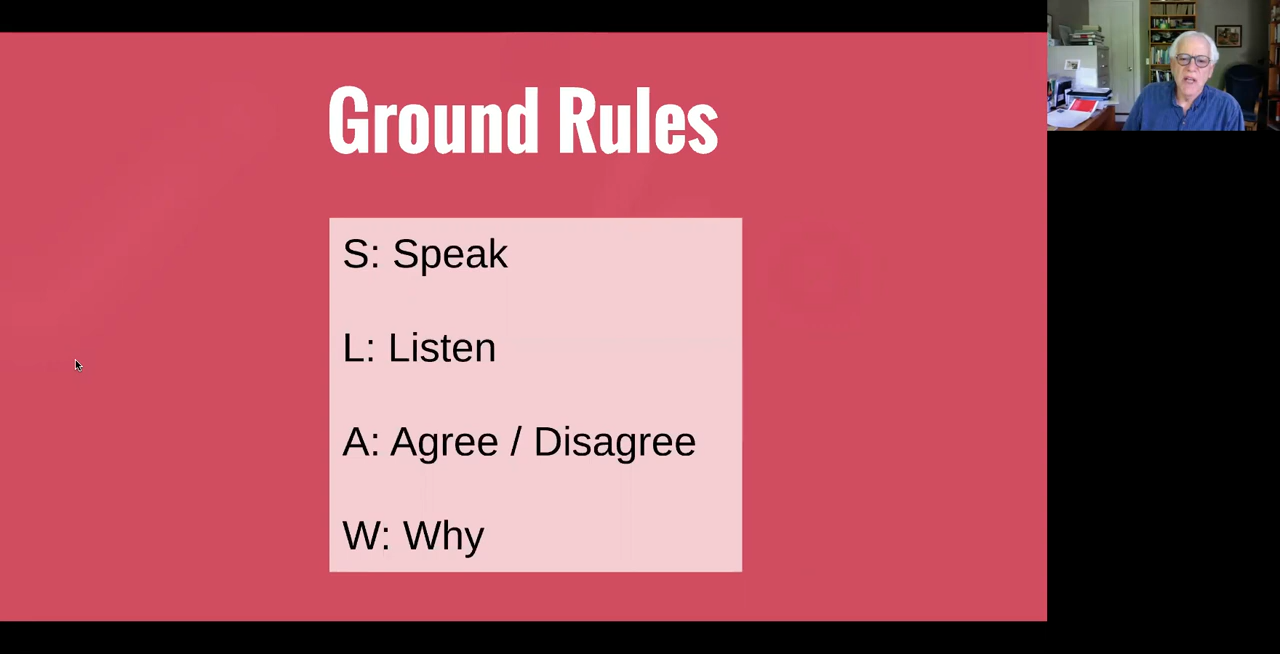 Ground Rules
S: Speak
L: Listen
A: Agree / Disagree
W: Why